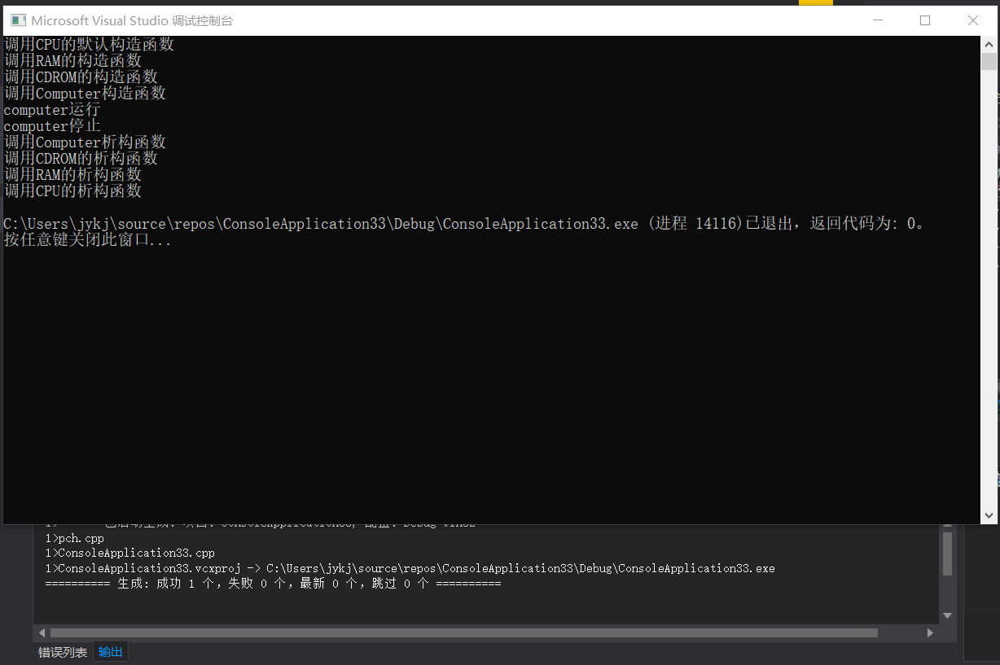 Microsoft Visual Studio 调试控制台
调用CPU的默认构造函数
调用RAM的构造函数
调用CDROM的构造函数
调用Computer构造函数
computer运行
computer停止
调用Computer析构函数
调用CDROM的析构函数
调用RAM的析构函数
调用CPU的析构函数
C:\Users\jykj\source\repos\ConsoleApplication33\Debug\ConsoleApplication33.exe (进程 14116)已退出，返回代码为: 0。
按任意键关闭此窗口...
1>pch.cpp
1>ConsoleApplication33.cpp
1>ConsoleApplication33.vcxproj -> C:\Users\jykj\source\repos\ConsoleApplication33\Debug\ConsoleApplication33.exe
========== 生成: 成功 1 个，失败 0 个，最新 0 个，跳过 0 个 ==========
错误列表 输出